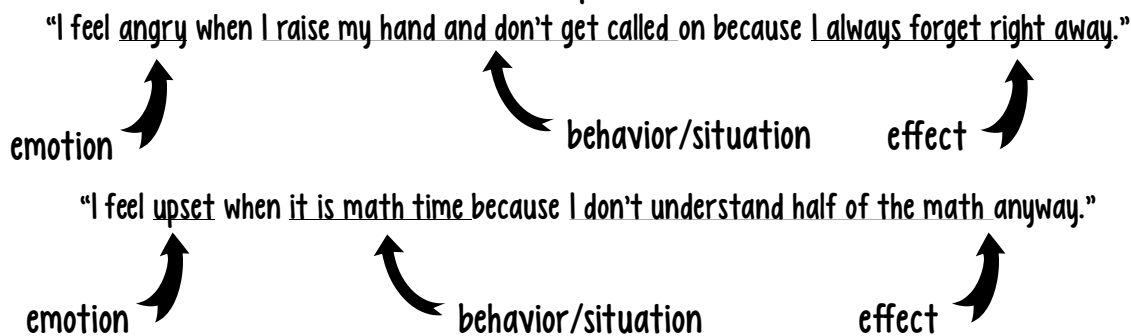 “I feel angry when I raise my hand and don’t get called on because I always forget right away.”
emotion behavior/situation effect
“I feel upset when it is math time because I don’t understand half of the math anyway.”
emotion behavior/situation effect